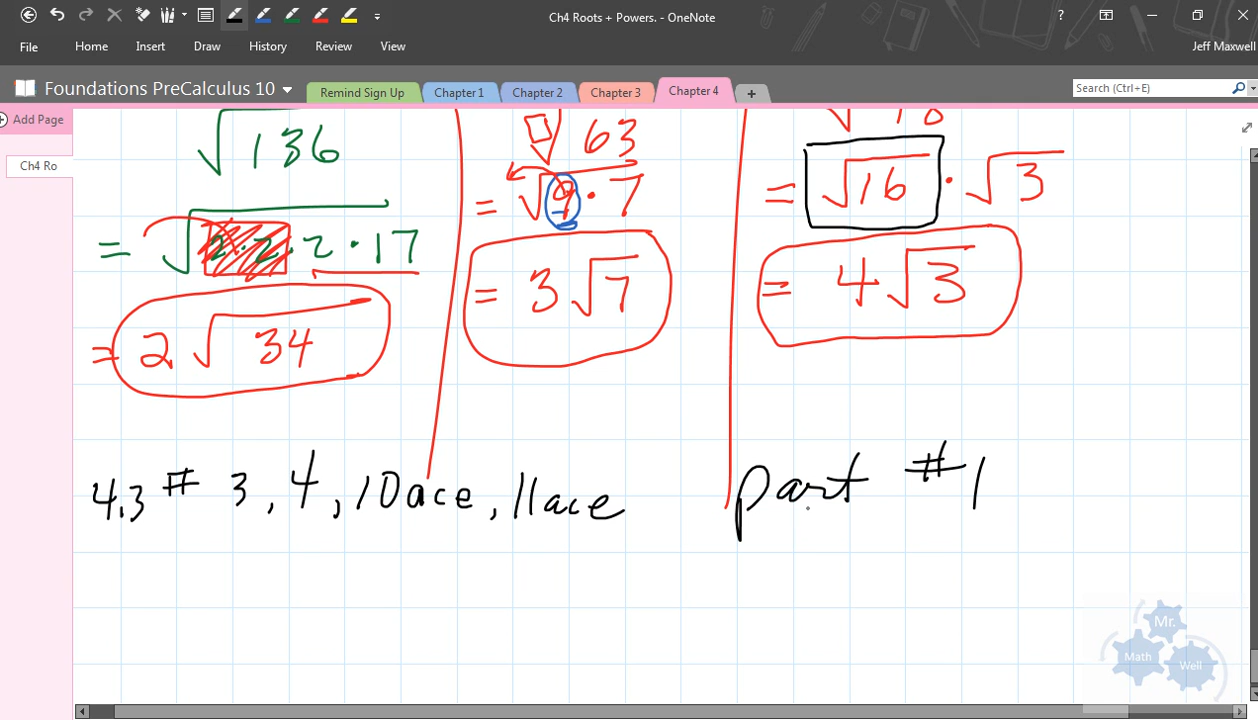 Ch4 Roots + Powers. - OneNote
?
File
Home
Insert
Draw
History
Review
View
Jeff Maxwell
Foundations PreCalculus 10
Remind Sign Up
Chapter 1
Chapter 2
Chapter 3
Chapter 4
+
Search (Ctrl+E)
Add Page
Ch4 Ro
√136
= √2·2·2·17
= 2√34
√63
= √9·7
= 3√7
= √16·√3
= 4√3
4.3 # 3, 4, 10ace, 11ace
part #1
Mr.
Math
Well